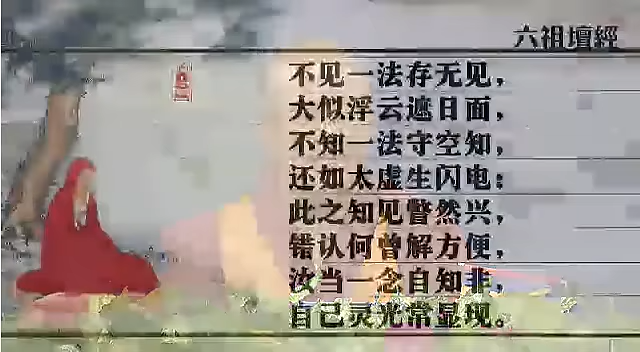 六祖壇經
不见一法存无见，
大似浮云遮日面，
不知一法守空知，
还如太虚生闪电；
此之知见瞥然兴，
错认何曾解方便，
汝当一念自知非，
自己灵光常显现。